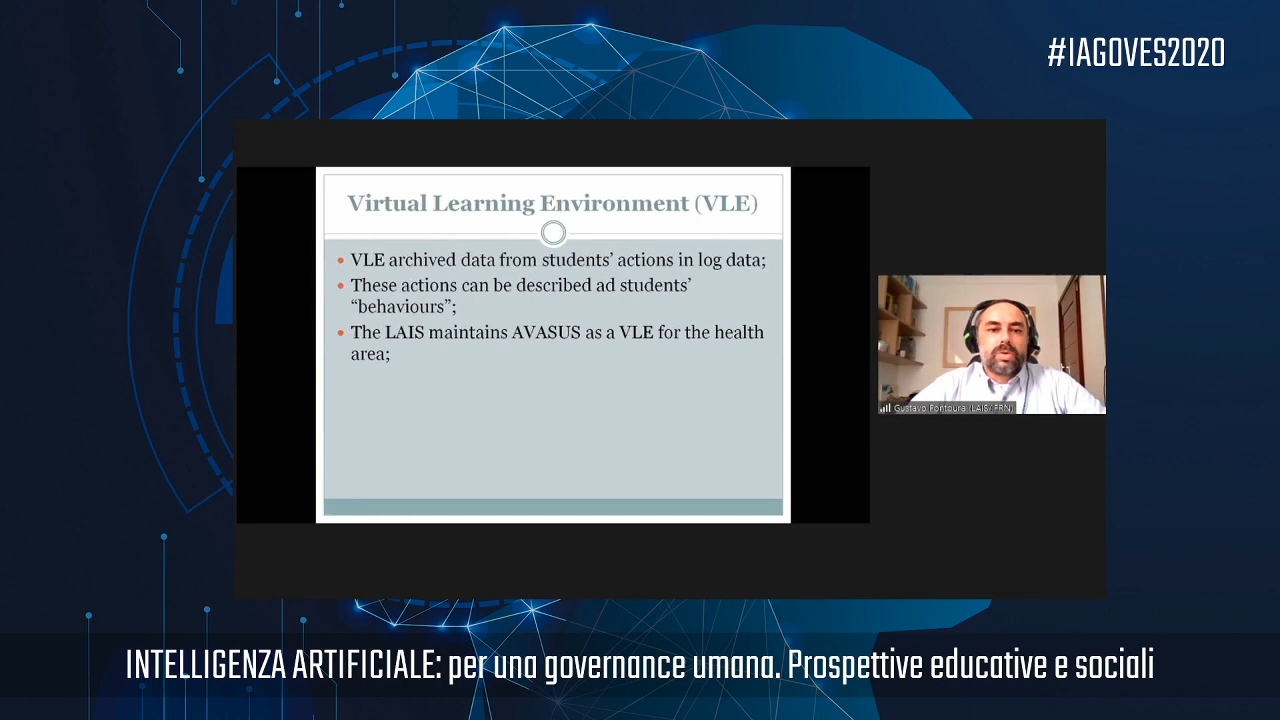 #IAGOVES2020
Virtual Learning Environment (VLE)
• VLE archived data from students’ actions in log data;
• These actions can be described ad students’
“behaviours”;
• The LAIS maintains AVASUS as a VLE for the health
area;
Gustavo Fontoura (LAIS/
INTELLIGENZA ARTIFICIALE: per una governance umana. Prospettive educative e sociali